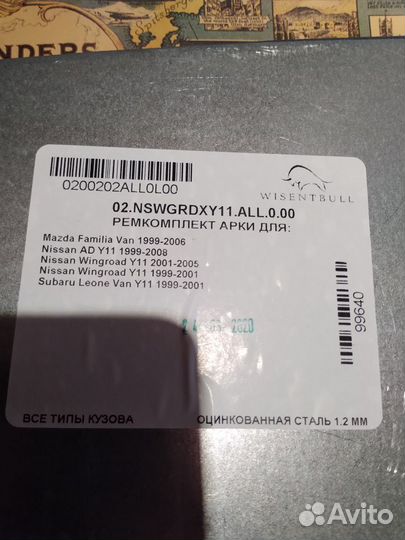 NDERS
0200202ALL0L00
WISENTBULL
02.NSWGRDXY11.ALL.0.00
РЕМКОМПЛЕКТ АРКИ ДЛЯ:
Mazda Familia Van 1999-2006
Nissan AD Y11 1999-2008
Nissan Wingroad Y11 2001-2005
Nissan Wingroad Y11 1999-2001
Subaru Leone Van Y11 1999-2001
2020
99640
ВСЕ ТИПЫ КУЗОВА
ОЦИНКОВАННАЯ СТАЛЬ 1.2 ММ
Avito